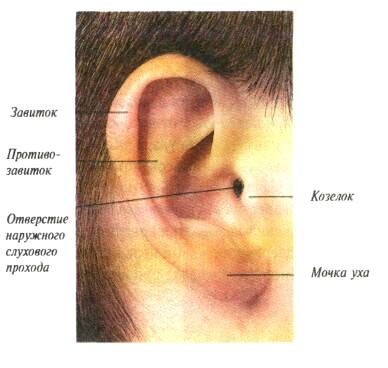 Завиток
Противо-
завиток
Отверстие
наружного
слухового
прохода
Козелок
Мочка уха